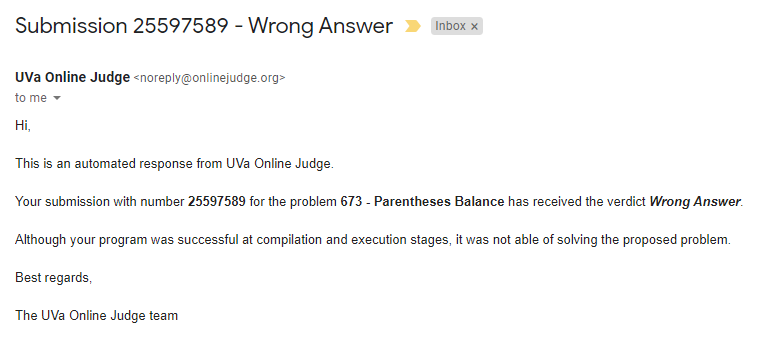 Submission 25597589 - Wrong Answer Inbox ×
UVa Online Judge <noreply@onlinejudge.org>
to me
Hi,
This is an automated response from UVa Online Judge.
Your submission with number 25597589 for the problem 673 - Parentheses Balance has received the verdict Wrong Answer.
Although your program was successful at compilation and execution stages, it was not able of solving the proposed problem.
Best regards,
The UVa Online Judge team